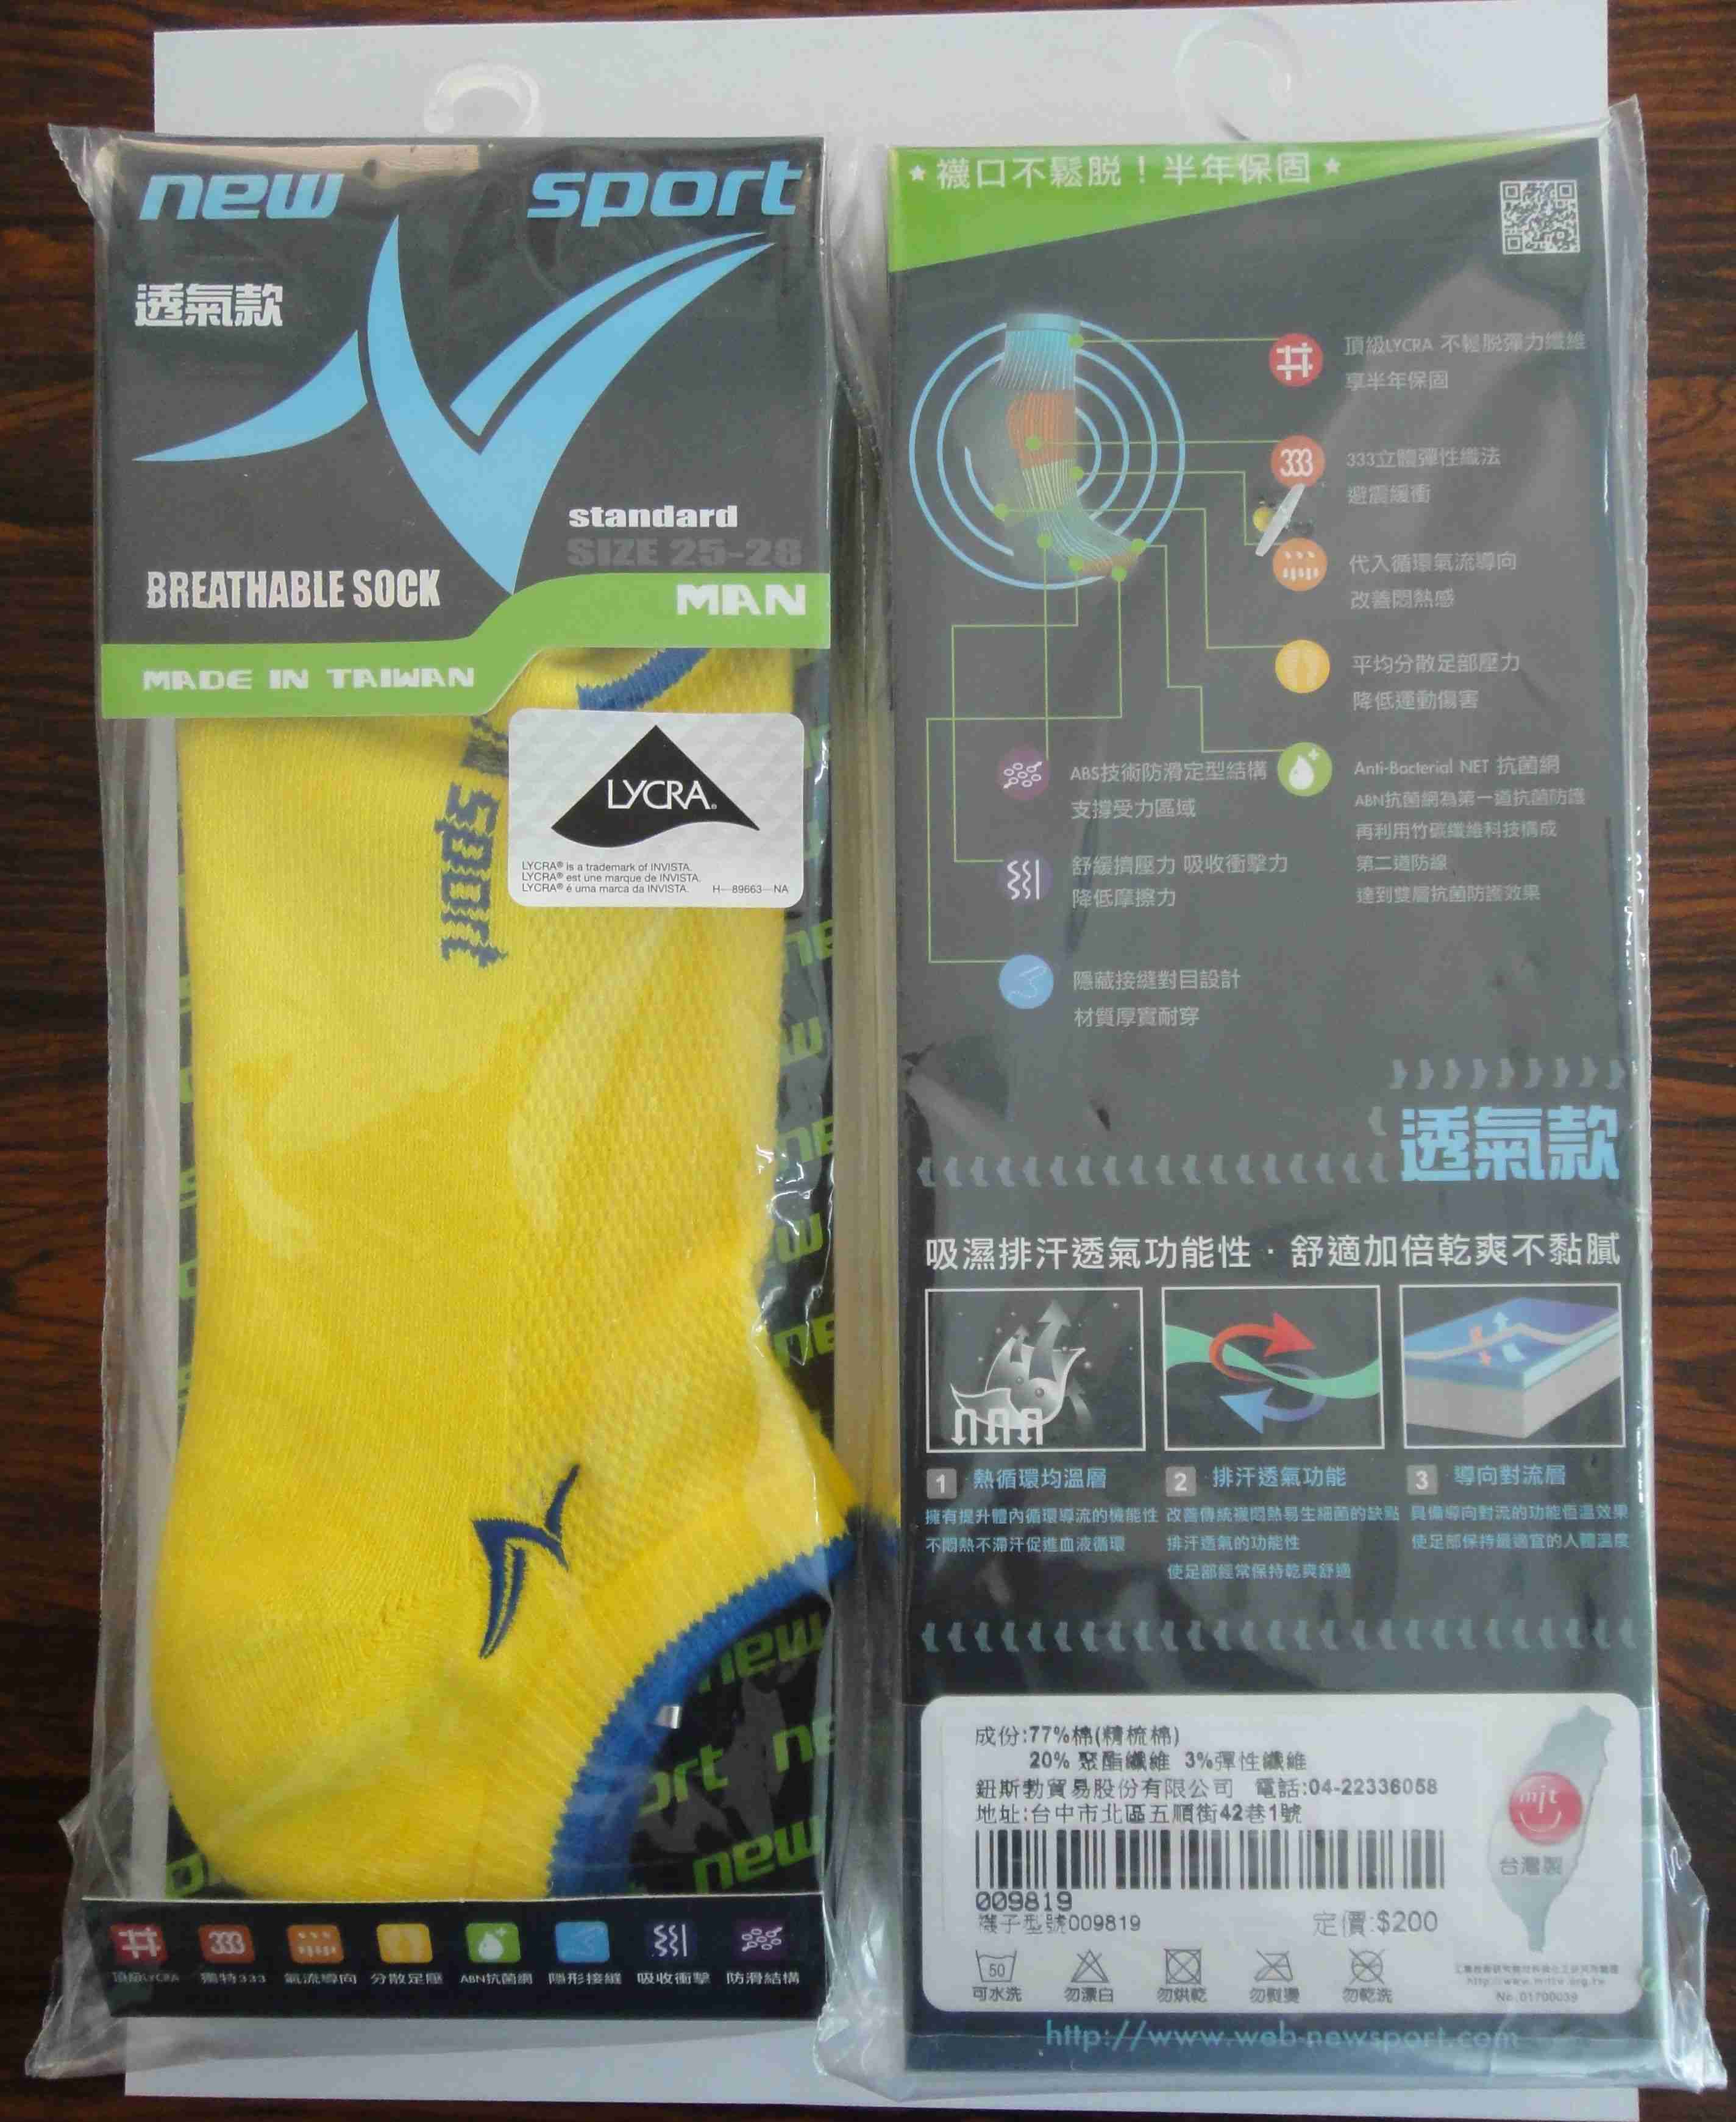 new sport
透氣款
standard
SIZE 25-28
BREATHABLE SOCK
MAN
MADE IN TAIWAN
sport
LYCRA®
LYCRA® is a trademark of INVISTA.
LYCRA® est une marque de INVISTA.
LYCRA® é uma marca da INVISTA. H-89663-NA
new
ort
new
頂級LYCRA 獨特333 氣流導向 分散足壓 ABN抗菌網 隱形接縫 吸收衝擊 防滑結構
★襪口不鬆脫！半年保固★
頂級LYCRA 不鬆脫彈力纖維
享半年保固
333
333立體彈性織法
避震緩衝
代入循環氣流導向
改善悶熱感
平均分散足部壓力
降低運動傷害
Anti-Bacterial NET 抗菌網
ABN抗菌網為第一道抗菌防護
再利用竹碳纖維科技構成
第二道防線
達到雙層抗菌防護效果
ABS技術防滑定型結構
支撐受力區域
舒緩擠壓力 吸收衝擊力
降低摩擦力
隱藏接縫對目設計
材質厚實耐穿
透氣款
吸濕排汗透氣功能性．舒適加倍乾爽不黏膩
1 熱循環均溫層
擁有提升體內循環導流的機能性
不悶熱不滯汗促進血液循環
2 排汗透氣功能
改善傳統襪悶熱易生細菌的缺點
排汗透氣的功能性
使足部經常保持乾爽舒適
3 導向對流層
具備導向對流的功能恆溫效果
使足部保持最適宜的人體溫度
成份:77%棉(精梳棉)
20% 聚酯纖維 3%彈性纖維
鈕斯勃貿易股份有限公司 電話:04-22336058
地址:台中市北區五順街42巷1號
009819
襪子型號009819 定價:$200
50
可水洗 勿漂白 勿烘乾 勿熨燙 勿乾洗
mit
台灣製
http://www.mittw.org.tw
No.01700039
http://www.web-newsport.com